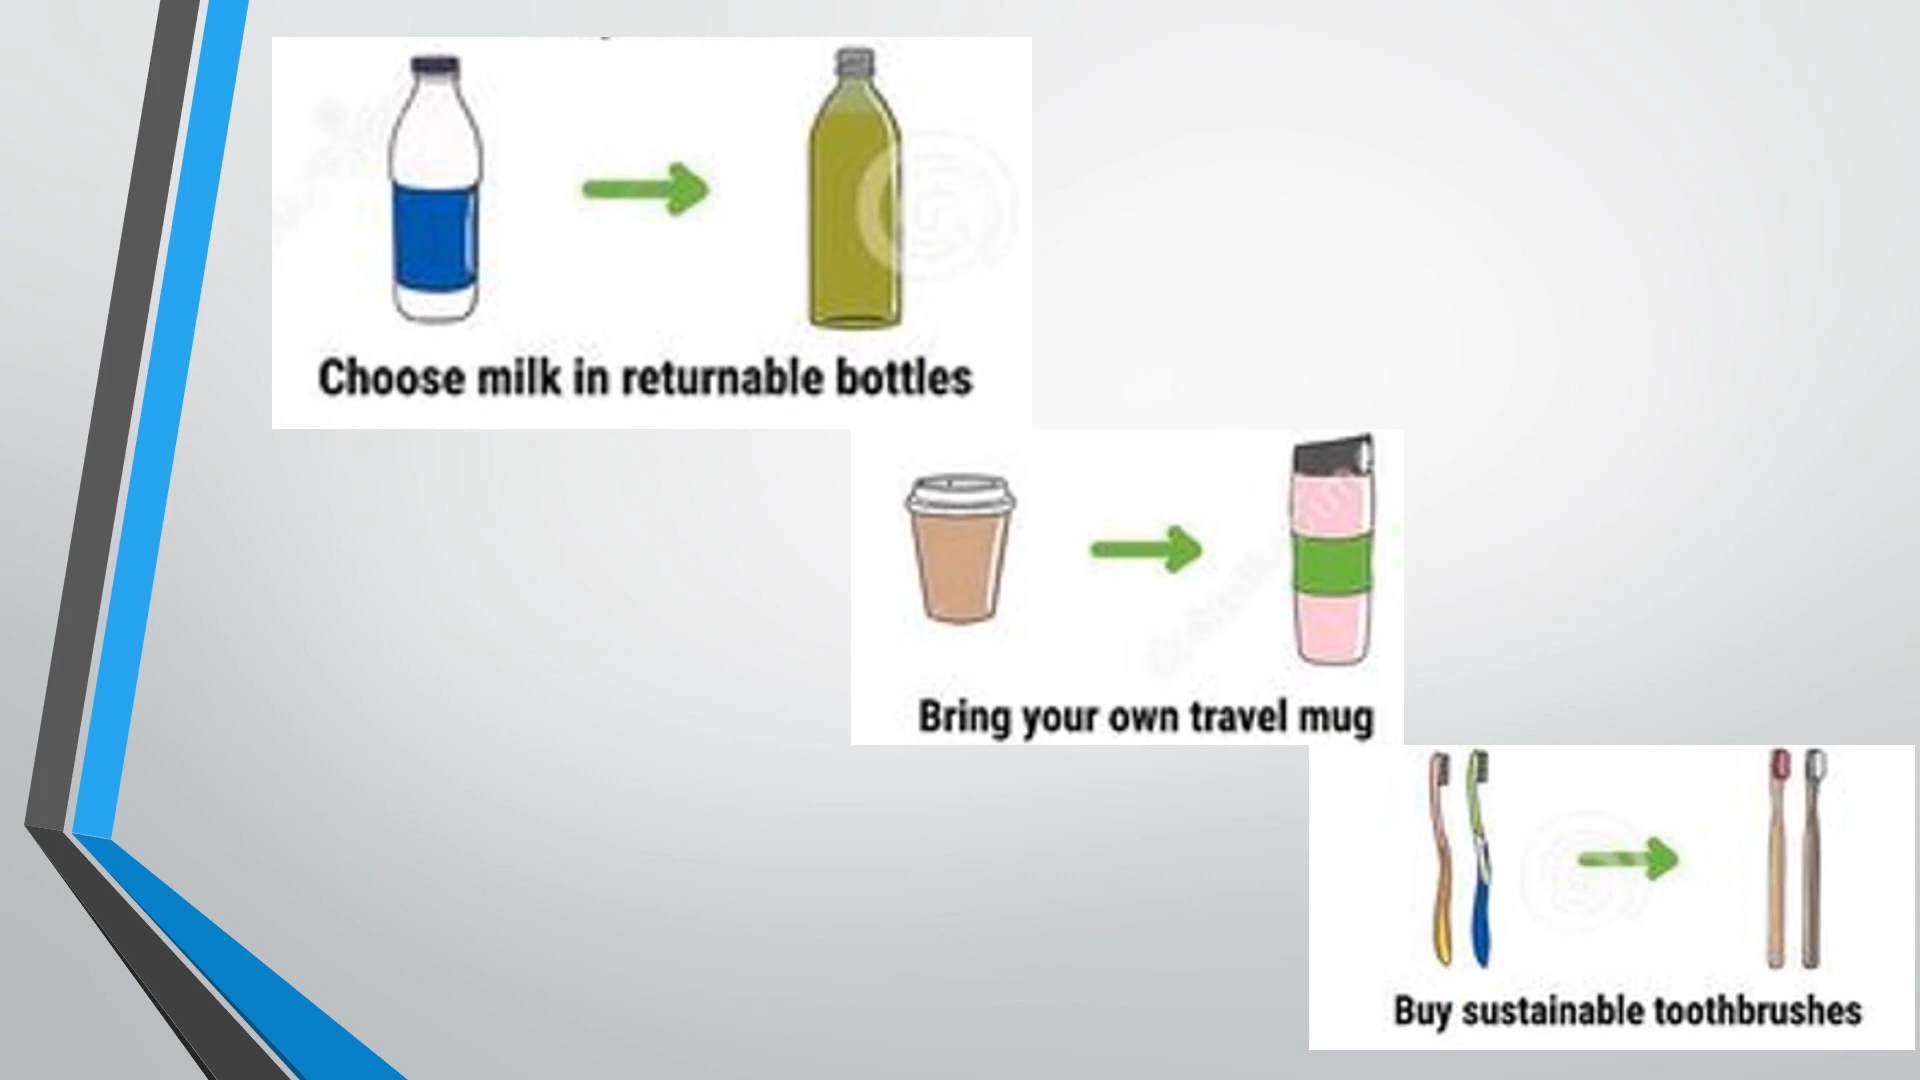 Choose milk in returnable bottles
Bring your own travel mug
Buy sustainable toothbrushes